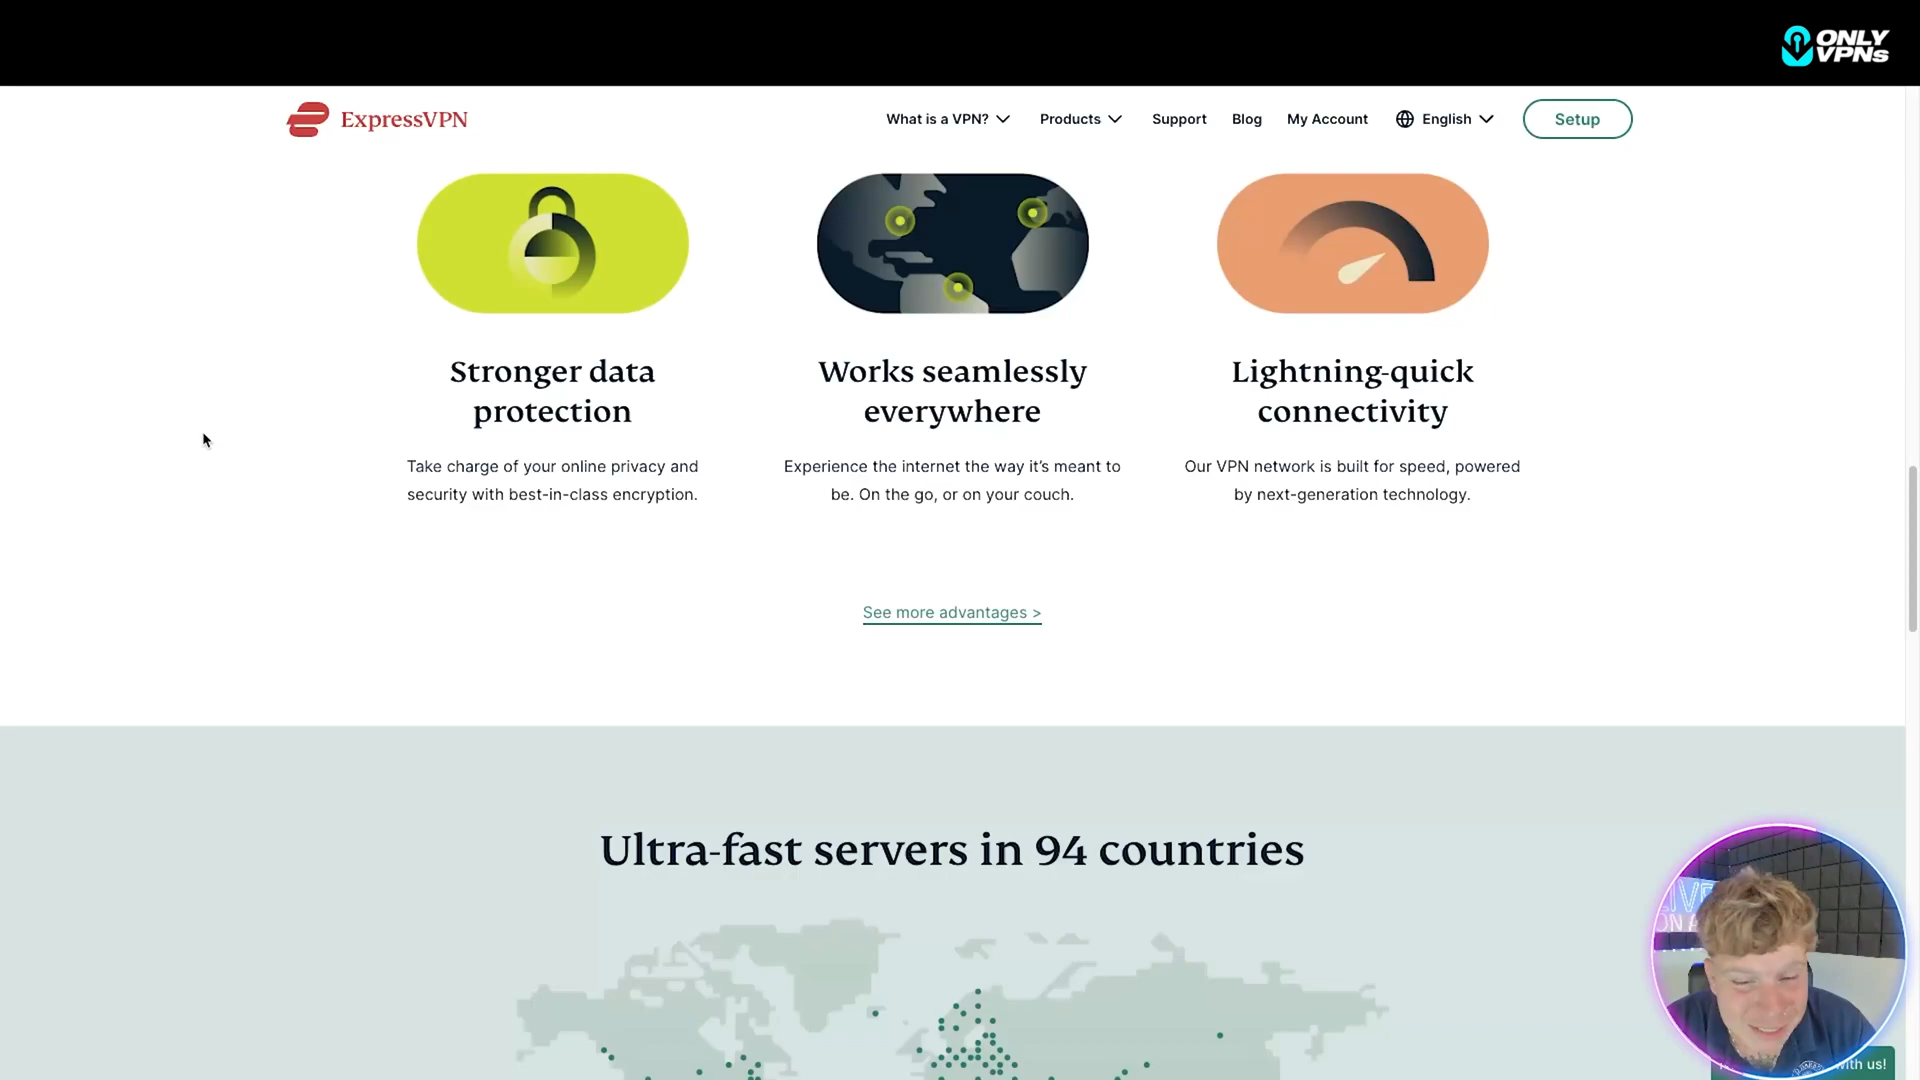 ONLY
VPNs
ExpressVPN
What is a VPN?
Products
Support
Blog
My Account
English
Setup
Stronger data
protection
Take charge of your online privacy and
security with best-in-class encryption.
Works seamlessly
everywhere
Experience the internet the way it's meant to
be. On the go, or on your couch.
Lightning-quick
connectivity
Our VPN network is built for speed, powered
by next-generation technology.
See more advantages >
Ultra-fast servers in 94 countries
LIVE
ON
with us!